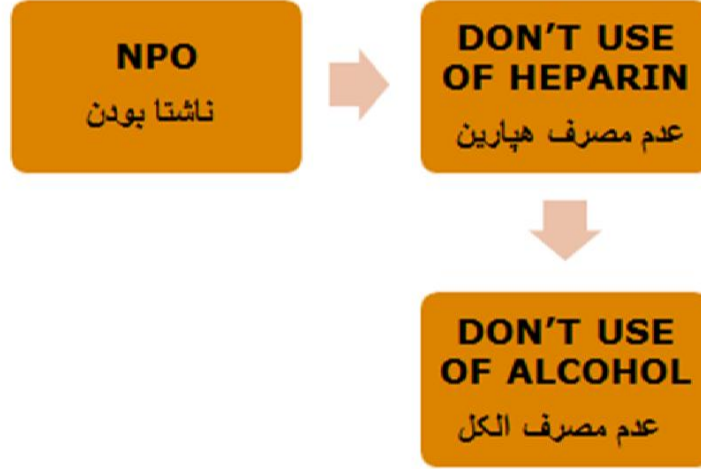 NPO
ناشتا بودن
DON'T USE
OF HEPARIN
عدم مصرف هپارین
DON'T USE
OF ALCOHOL
عدم مصرف الکل